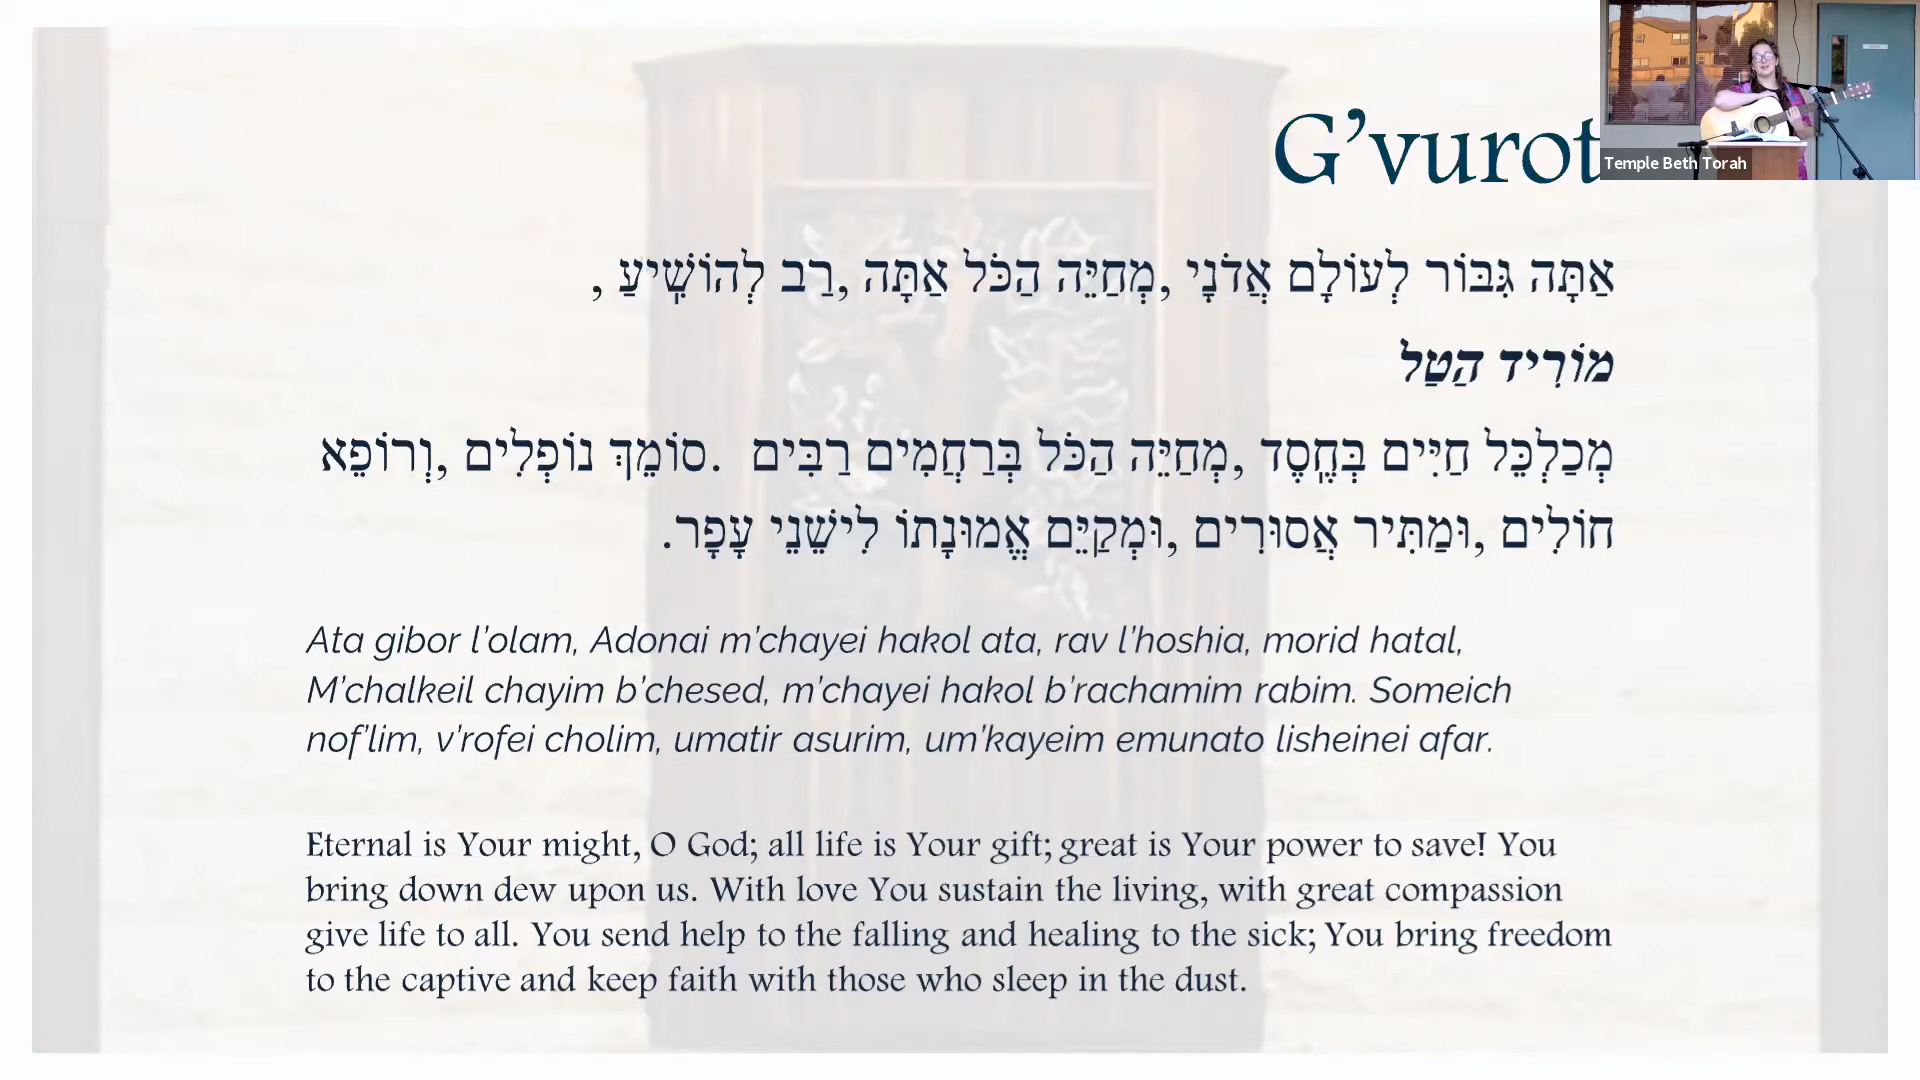 G’vurot
Temple Beth Torah
אַתָּה גִּבּוֹר לְעוֹלָם אֲדֹנָי ,מְחַיֵּה הַכֹּל אַתָּה ,רַב לְהוֹשִֽׁיעַ ,
מוֹרִיד הַטַּל
מְכַלְכֵּל חַיִּים בְּחֶֽסֶד ,מְחַיֵּה הַכֹּל בְּרַחֲמִים רַבִּים . סוֹמֵךְ נוֹפְלִים ,וְרוֹפֵא
חוֹלִים ,וּמַתִּיר אֲסוּרִים ,וּמְקַיֵּם אֱמוּנָתוֹ לִישֵׁנֵי עָפָר.
Ata gibor l’olam, Adonai m’chayei hakol ata, rav l’hoshia, morid hatal,
M’chalkeil chayim b’chesed, m’chayei hakol b’rachamim rabim. Someich
nof’lim, v’rofei cholim, umatir asurim, um’kayeim emunato lisheinei afar.
Eternal is Your might, O God; all life is Your gift; great is Your power to save! You
bring down dew upon us. With love You sustain the living, with great compassion
give life to all. You send help to the falling and healing to the sick; You bring freedom
to the captive and keep faith with those who sleep in the dust.